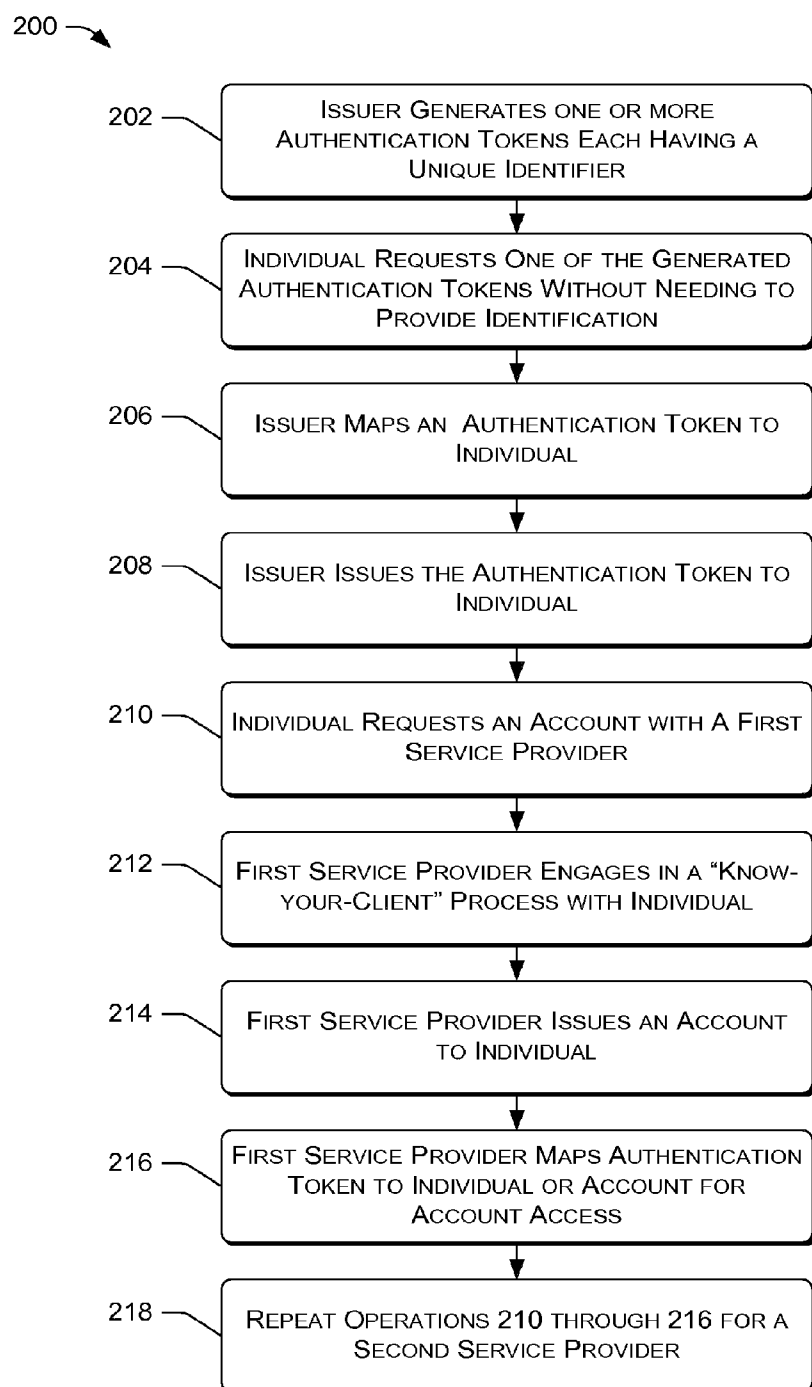 200
202
ISSUER GENERATES ONE OR MORE
AUTHENTICATION TOKENS EACH HAVING A
UNIQUE IDENTIFIER
204
INDIVIDUAL REQUESTS ONE OF THE GENERATED
AUTHENTICATION TOKENS WITHOUT NEEDING TO
PROVIDE IDENTIFICATION
206
ISSUER MAPS AN AUTHENTICATION TOKEN TO
INDIVIDUAL
208
ISSUER ISSUES THE AUTHENTICATION TOKEN TO
INDIVIDUAL
210
INDIVIDUAL REQUESTS AN ACCOUNT WITH A FIRST
SERVICE PROVIDER
212
FIRST SERVICE PROVIDER ENGAGES IN A “KNOW-
YOUR-CLIENT” PROCESS WITH INDIVIDUAL
214
FIRST SERVICE PROVIDER ISSUES AN ACCOUNT
TO INDIVIDUAL
216
FIRST SERVICE PROVIDER MAPS AUTHENTICATION
TOKEN TO INDIVIDUAL OR ACCOUNT FOR
ACCOUNT ACCESS
218
REPEAT OPERATIONS 210 THROUGH 216 FOR A
SECOND SERVICE PROVIDER